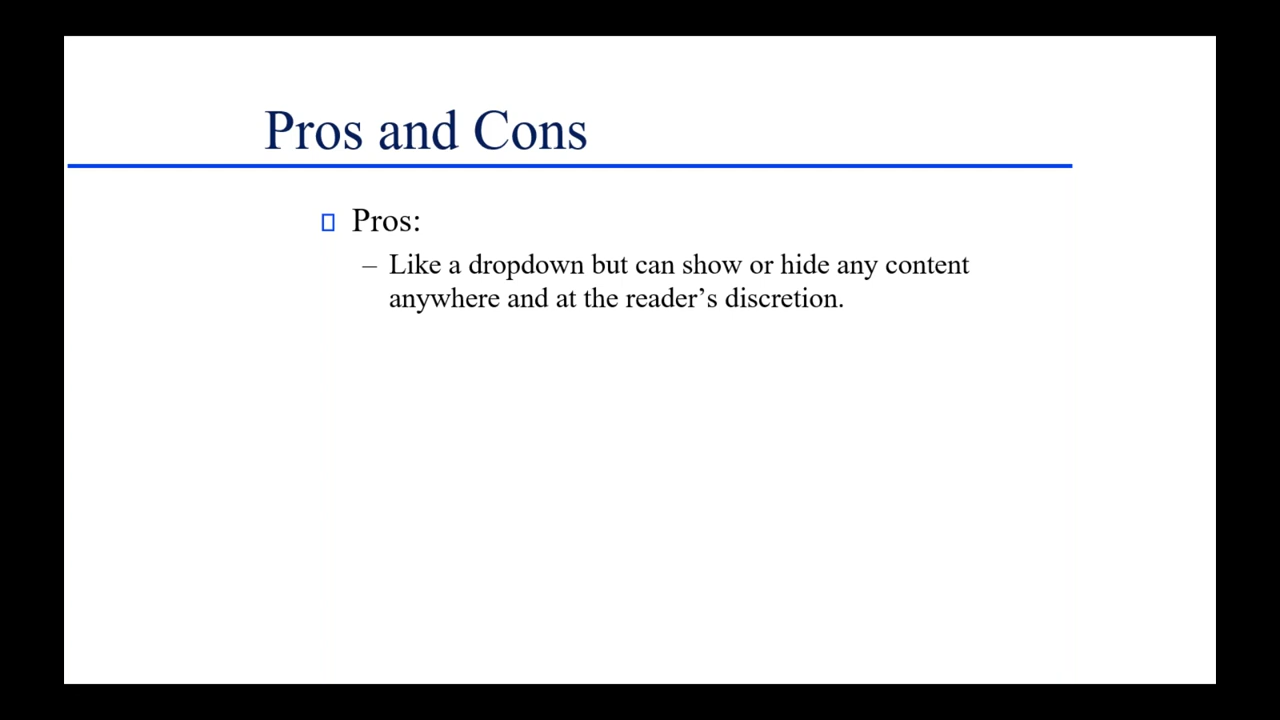 Pros and Cons
Pros:
– Like a dropdown but can show or hide any content
anywhere and at the reader’s discretion.